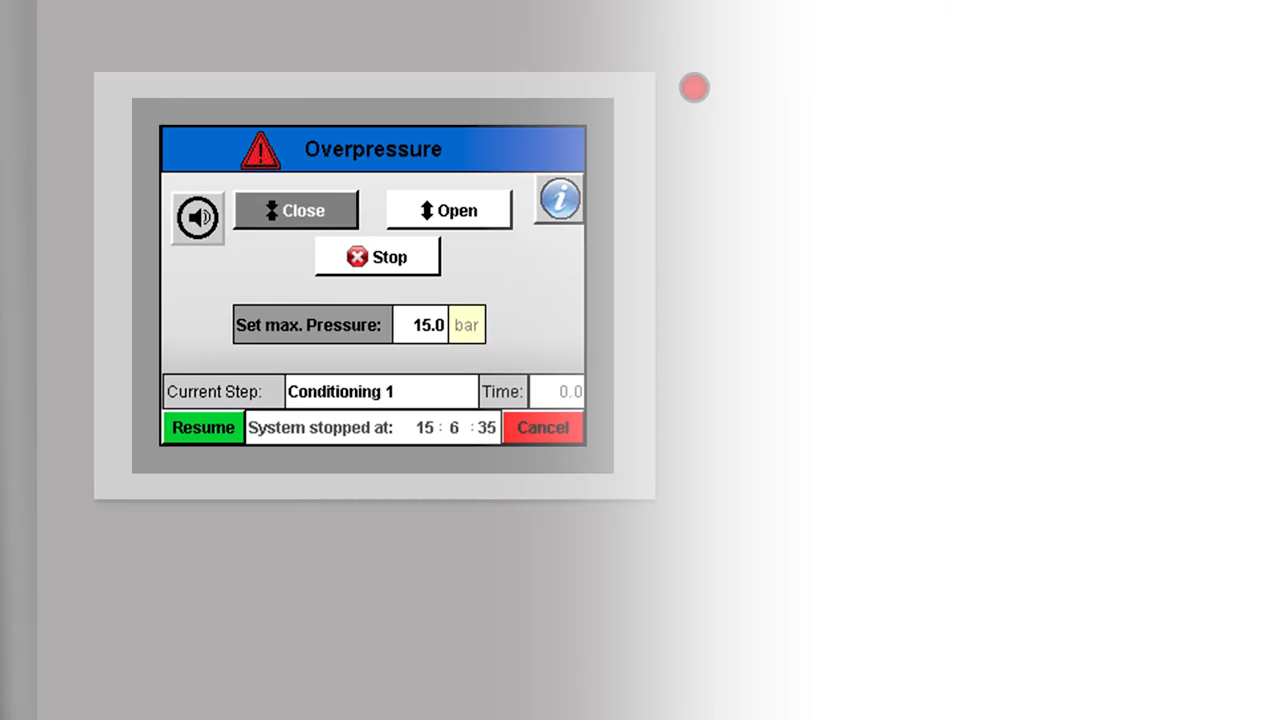 Overpressure
Close
Open
Stop
Set max. Pressure: 15.0 bar
Current Step: Conditioning 1 Time: 0.0
Resume System stopped at: 15 : 6 : 35 Cancel